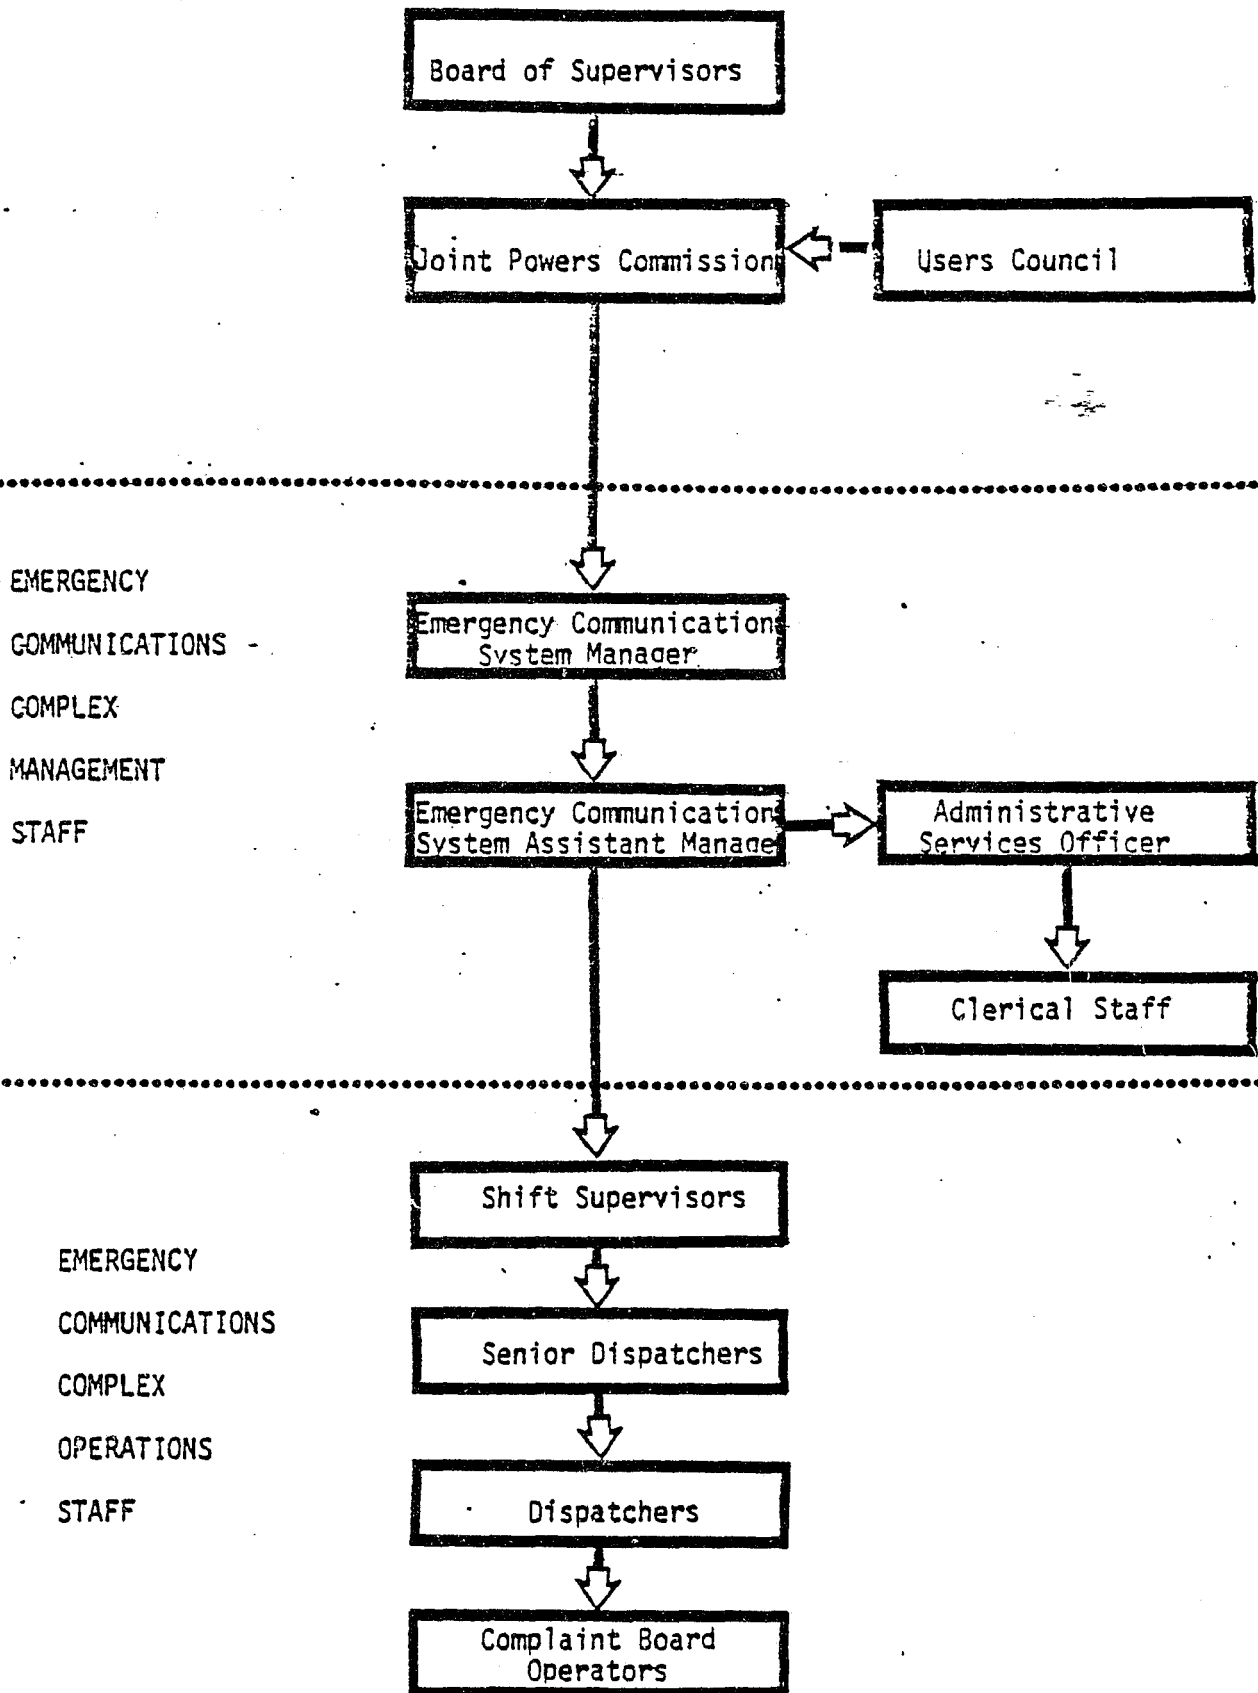 Board of Supervisors
Joint Powers Commission
Users Council
EMERGENCY
COMMUNICATIONS
COMPLEX
MANAGEMENT
STAFF
Emergency Communication
System Manager
Emergency Communication
System Assistant Manage
Administrative
Services Officer
Clerical Staff
Shift Supervisors
EMERGENCY
COMMUNICATIONS
COMPLEX
OPERATIONS
STAFF
Senior Dispatchers
Dispatchers
Complaint Board
Operators